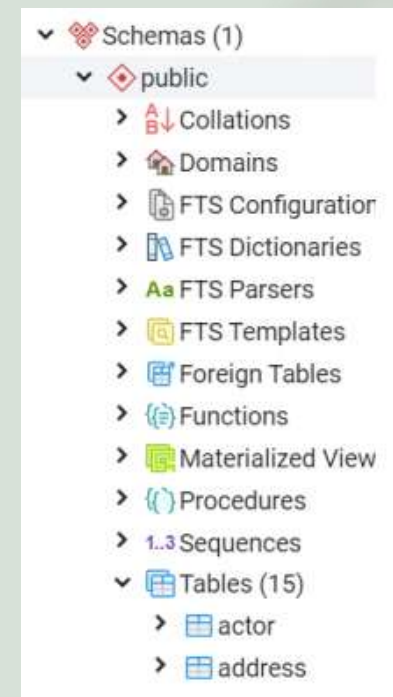 Schemas (1)
public
Collations
Domains
FTS Configuration
FTS Dictionaries
Aa FTS Parsers
FTS Templates
Foreign Tables
Functions
Materialized View
Procedures
1..3 Sequences
Tables (15)
actor
address